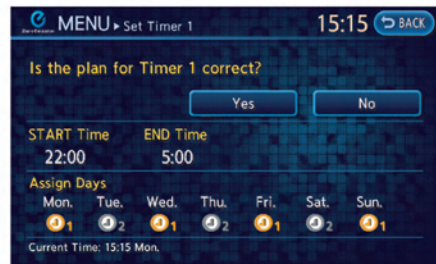 Zero Emission MENU ▸ Set Timer 1 15:15 BACK
Is the plan for Timer 1 correct?
Yes No
START Time END Time
22:00 5:00
Assign Days
Mon. Tue. Wed. Thu. Fri. Sat. Sun.
1 2 1 2 1 2 1
Current Time: 15:15 Mon.